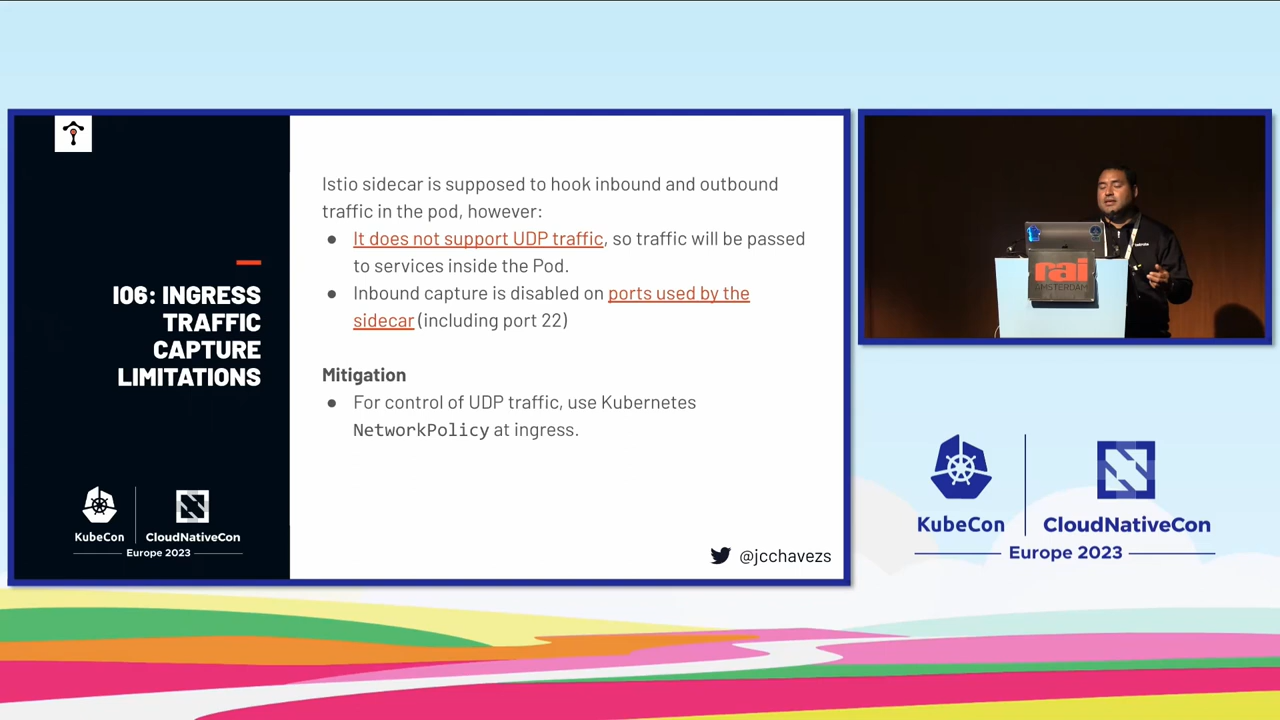 I06: INGRESS
TRAFFIC
CAPTURE
LIMITATIONS
KubeCon
CloudNativeCon
Europe 2023
Istio sidecar is supposed to hook inbound and outbound
traffic in the pod, however:
● It does not support UDP traffic, so traffic will be passed
to services inside the Pod.
● Inbound capture is disabled on ports used by the
sidecar (including port 22)
Mitigation
● For control of UDP traffic, use Kubernetes
NetworkPolicy at ingress.
@jcchavezs
rai
AMSTERDAM
KubeCon
CloudNativeCon
Europe 2023